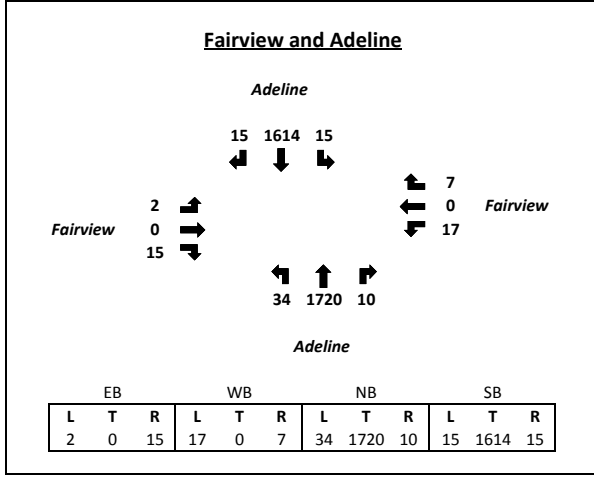 Fairview and Adeline
Adeline
15 1614 15
7
2 0 Fairview
Fairview 0 17
15
34 1720 10
Adeline
EB WB NB SB
L T R L T R L T R L T R
2 0 15 17 0 7 34 1720 10 15 1614 15